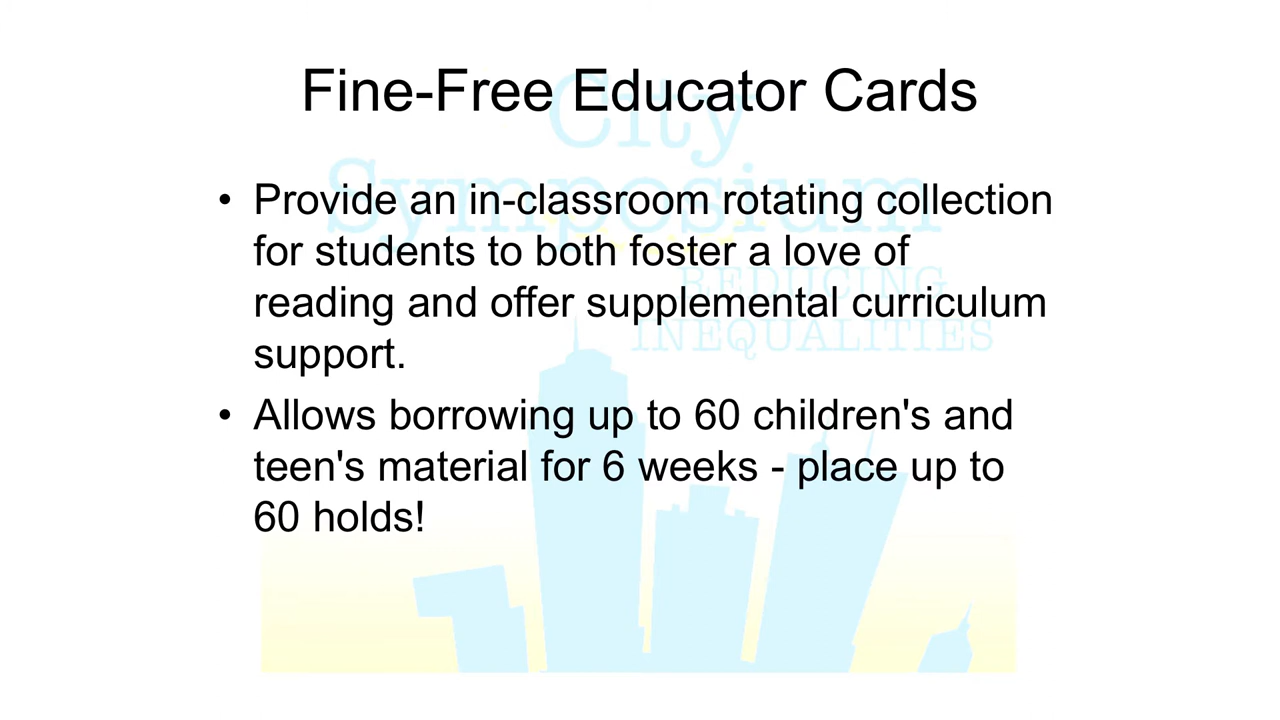 Fine-Free Educator Cards
• Provide an in-classroom rotating collection
for students to both foster a love of
reading and offer supplemental curriculum
support.
• Allows borrowing up to 60 children's and
teen's material for 6 weeks - place up to
60 holds!
City
Symposium
REDUCING
INEQUALITIES